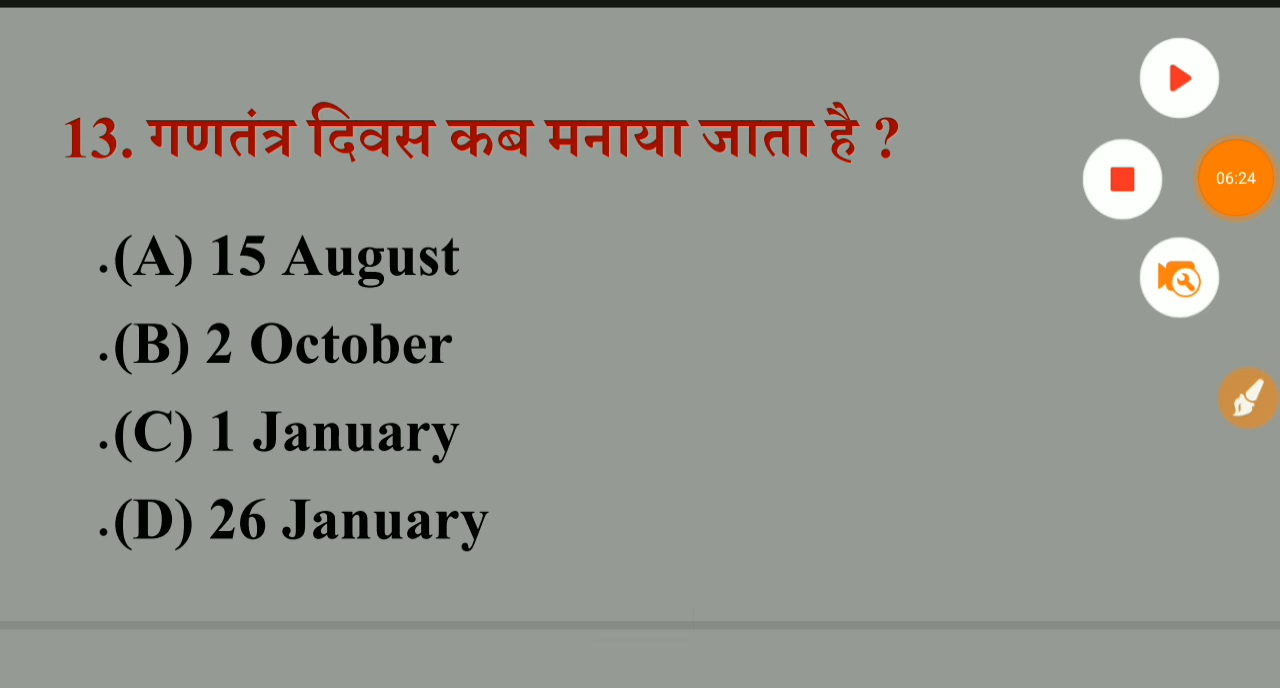 13. गणतंत्र दिवस कब मनाया जाता है ?
.(A) 15 August
.(B) 2 October
.(C) 1 January
.(D) 26 January
06:24